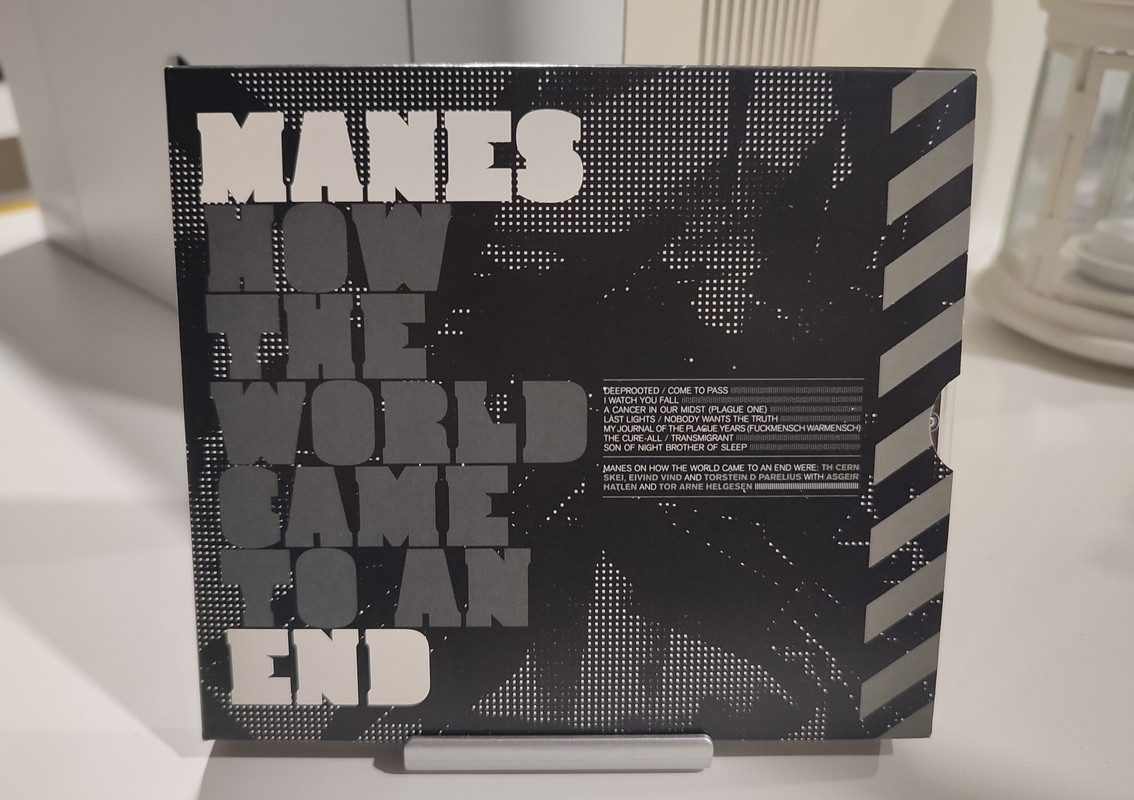 MANES
HOW
THE
WORLD
CAME
TO AN
END
DEEPROOTED / COME TO PASS
I WATCH YOU FALL
A CANCER IN OUR MIDST (PLAGUE ONE)
LAST LIGHTS / NOBODY WANTS THE TRUTH
MY JOURNAL OF THE PLAGUE YEARS (FUCKMENSCH WARMENSCH)
THE CURE-ALL / TRANSMIGRANT
SON OF NIGHT BROTHER OF SLEEP
MANES ON HOW THE WORLD CAME TO AN END WERE: TH CERN
SKEI, EIVIND VIND AND TORSTEIN D PARELIUS WITH ASGEIR
HATLEN AND TOR ARNE HELGESEN